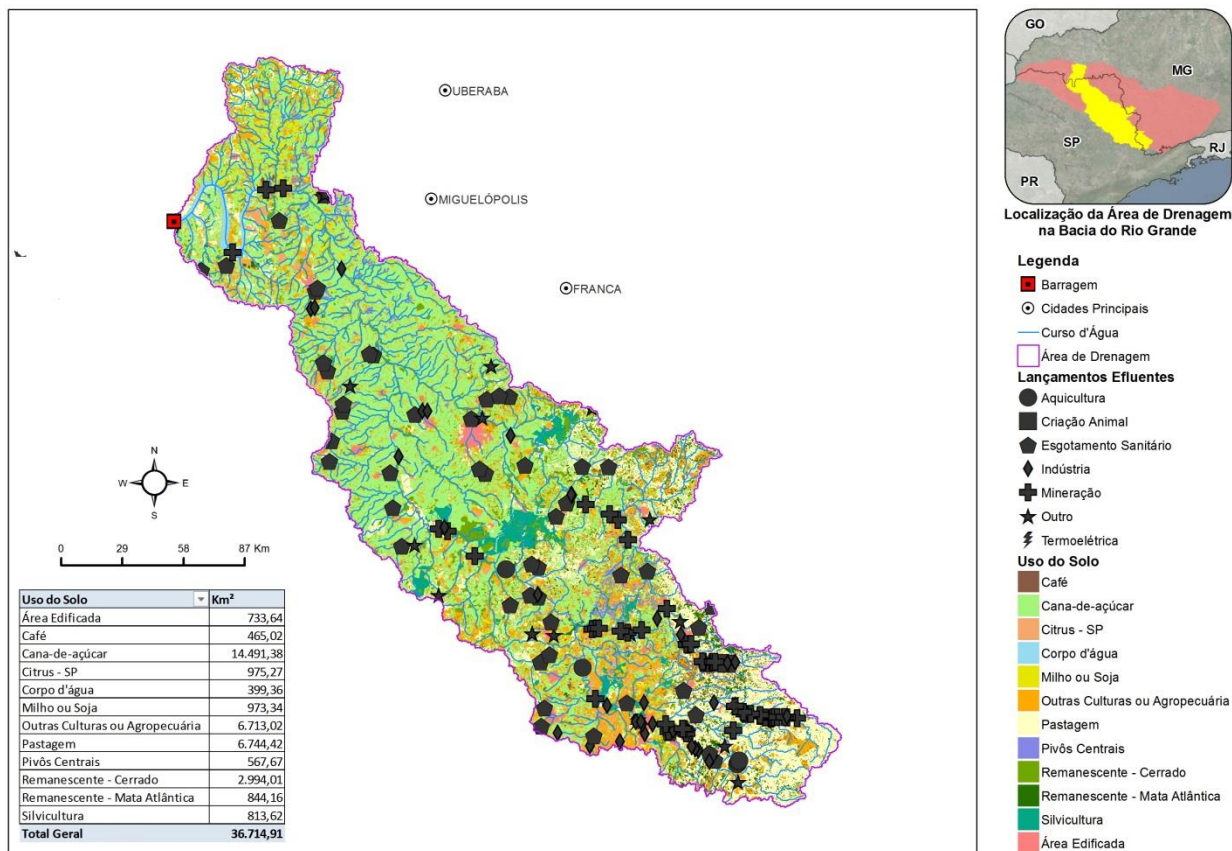 UBERABA
MIGUELÓPOLIS
FRANCA
N
W
E
S
0 29 58 87 Km
Uso do Solo Km²
Área Edificada 733,64
Café 465,02
Cana-de-açúcar 14.491,38
Citrus - SP 975,27
Corpo d'água 399,36
Milho ou Soja 973,34
Outras Culturas ou Agropecuária 6.713,02
Pastagem 6.744,42
Pivôs Centrais 567,67
Remanescente - Cerrado 2.994,01
Remanescente - Mata Atlântica 844,16
Silvicultura 813,62
Total Geral 36.714,91
GO
MG
SP
RJ
PR
Localização da Área de Drenagem
na Bacia do Rio Grande
Legenda
Barragem
Cidades Principais
Curso d'Água
Área de Drenagem
Lançamentos Efluentes
Aquicultura
Criação Animal
Esgotamento Sanitário
Indústria
Mineração
Outro
Termoelétrica
Uso do Solo
Café
Cana-de-açúcar
Citrus - SP
Corpo d'água
Milho ou Soja
Outras Culturas ou Agropecuária
Pastagem
Pivôs Centrais
Remanescente - Cerrado
Remanescente - Mata Atlântica
Silvicultura
Área Edificada